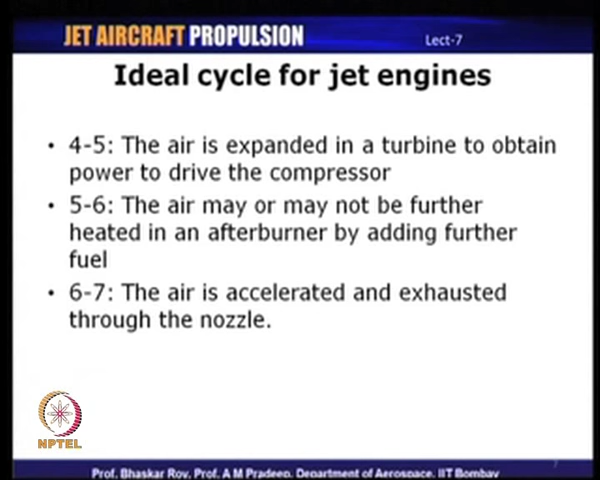 JET AIRCRAFT PROPULSION
Lect-7
Ideal cycle for jet engines
• 4-5: The air is expanded in a turbine to obtain
power to drive the compressor
• 5-6: The air may or may not be further
heated in an afterburner by adding further
fuel
• 6-7: The air is accelerated and exhausted
through the nozzle.
NPTEL
7
Prof. Bhaskar Roy, Prof. A M Pradeep, Department of Aerospace, IIT Bombay